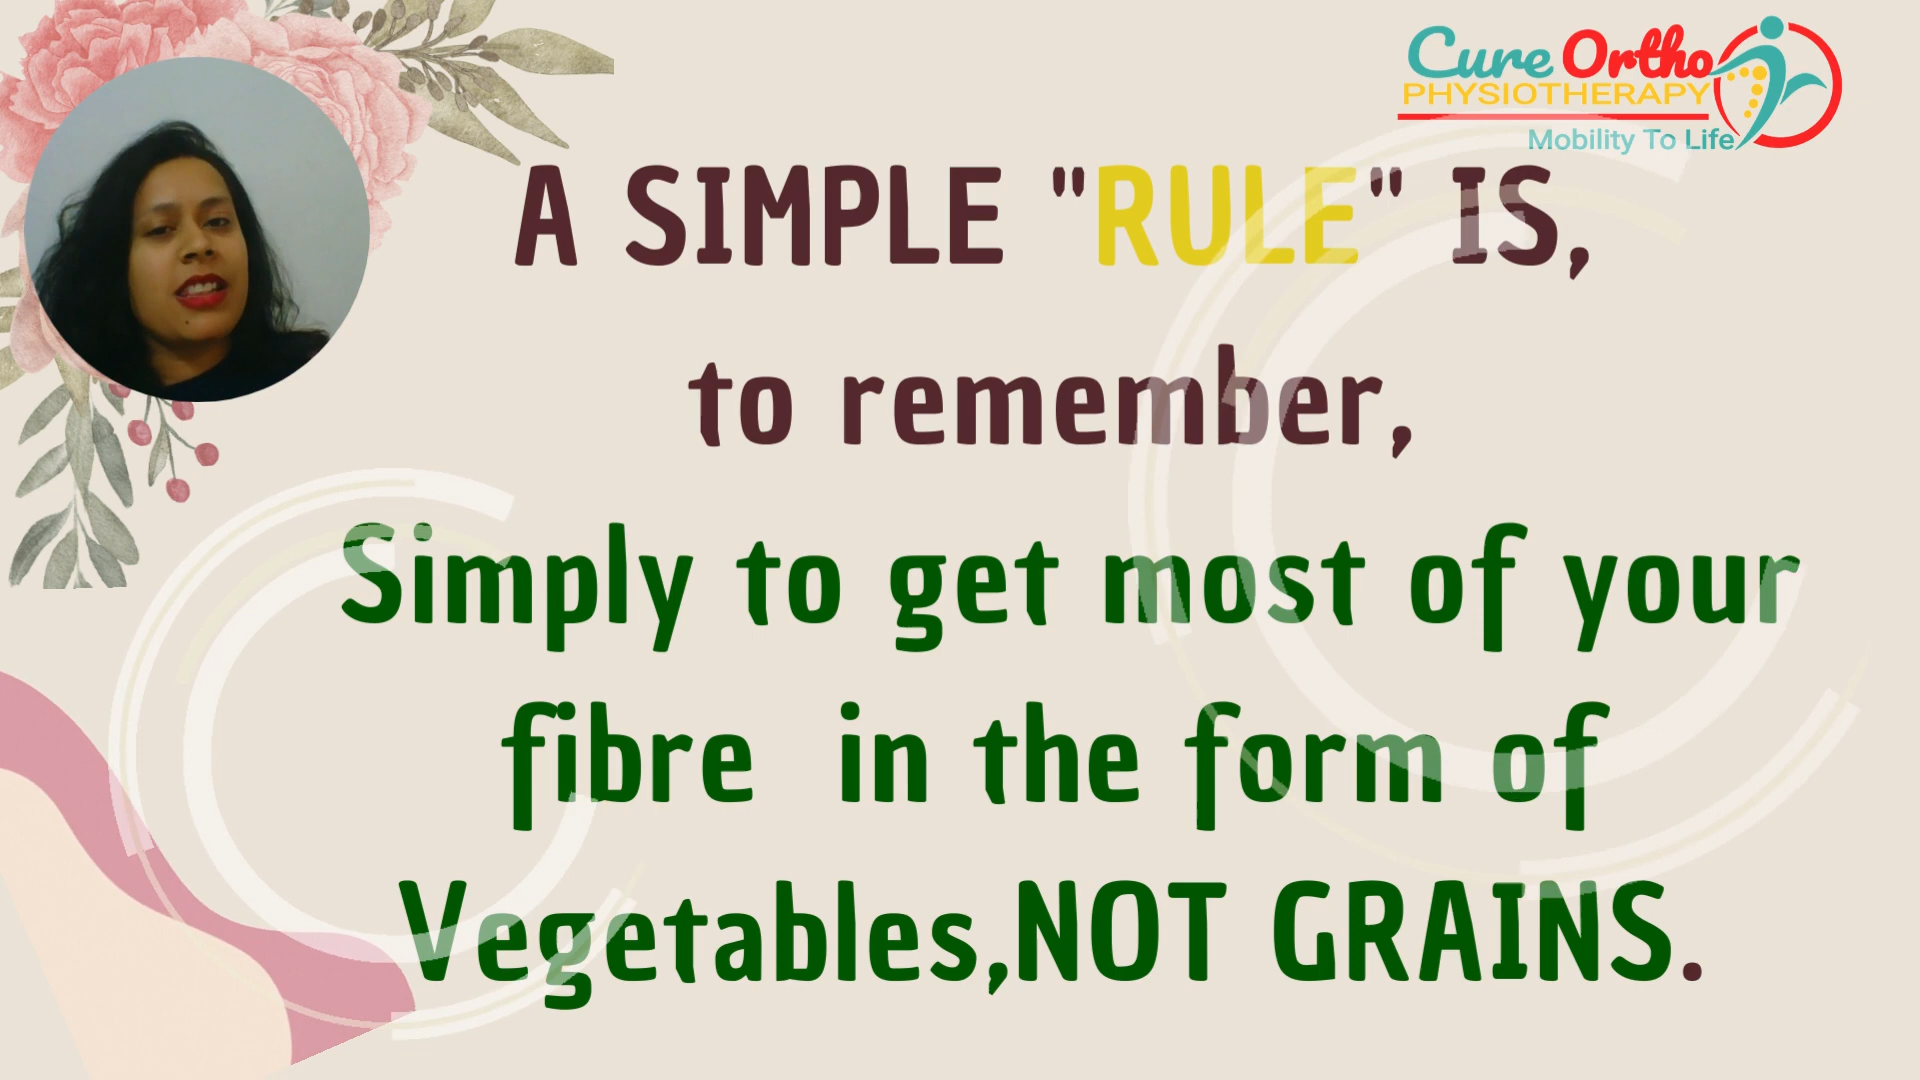 Cure Ortho
PHYSIOTHERAPY
Mobility To Life
A SIMPLE "RULE" IS,
to remember,
Simply to get most of your
fibre in the form of
Vegetables,NOT GRAINS.